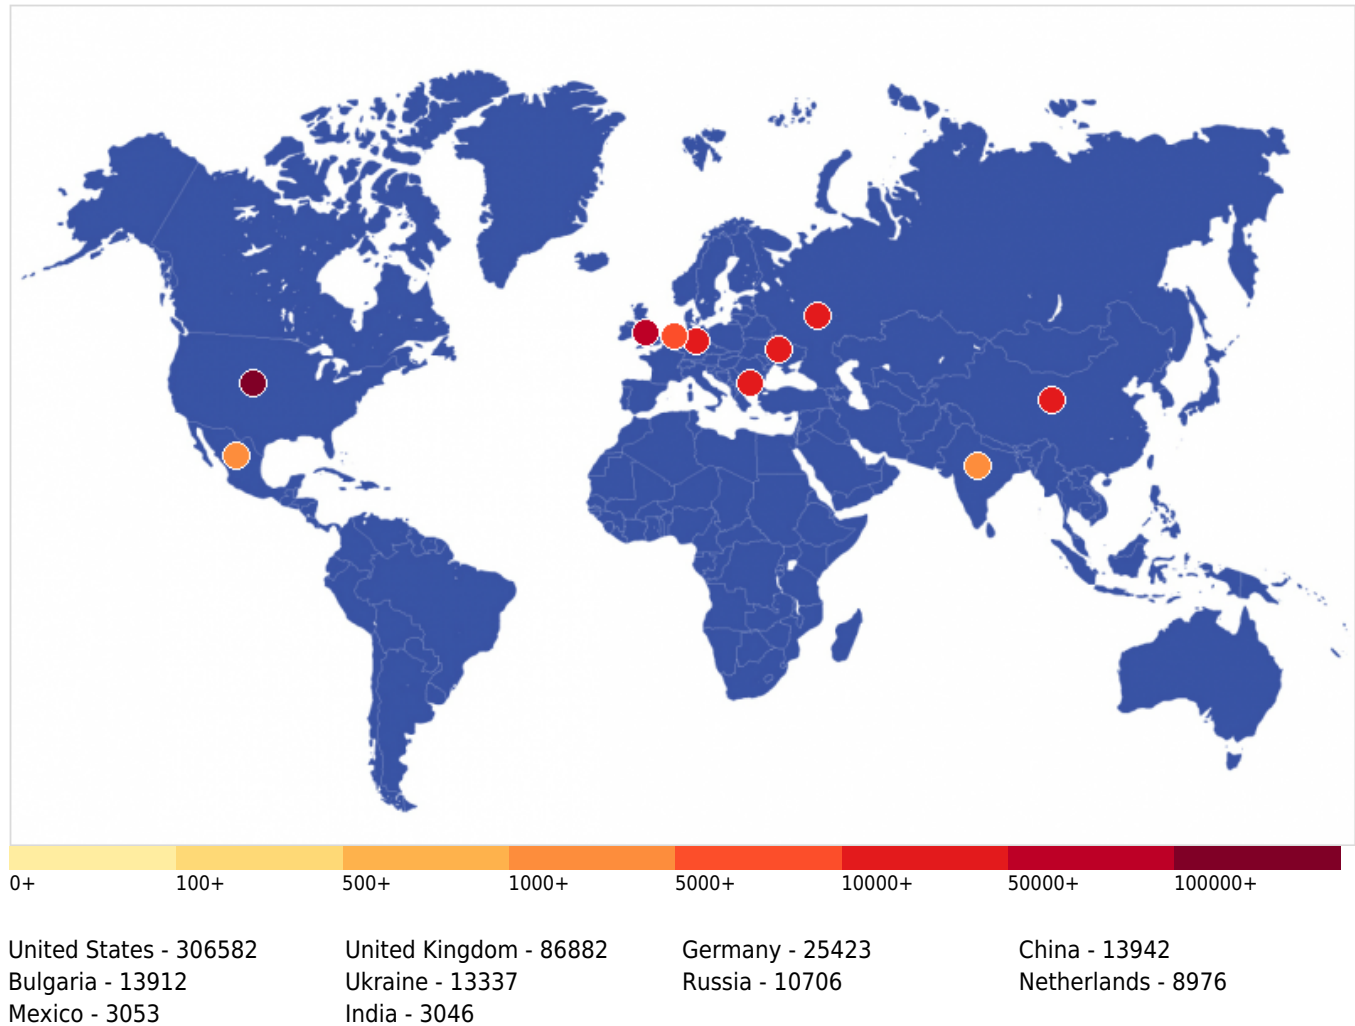 0+ 100+ 500+ 1000+ 5000+ 10000+ 50000+ 100000+
United States - 306582 United Kingdom - 86882 Germany - 25423 China - 13942
Bulgaria - 13912 Ukraine - 13337 Russia - 10706 Netherlands - 8976
Mexico - 3053 India - 3046